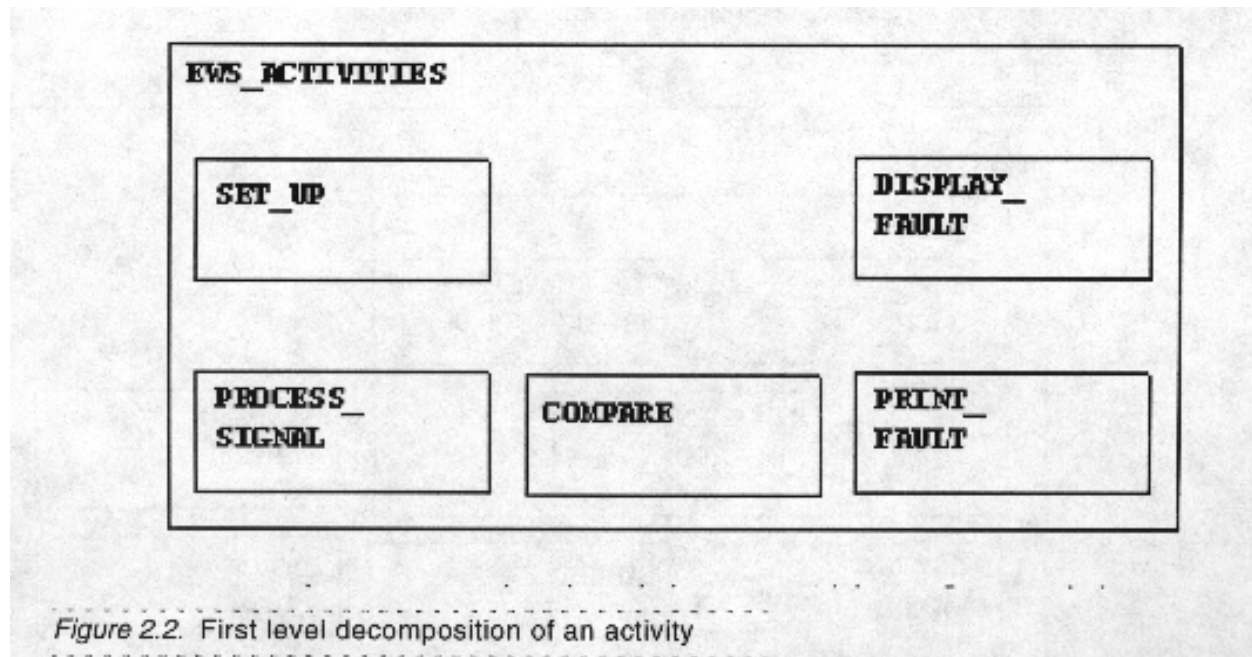 EWS_ACTIVITIES
SET_UP
DISPLAY_
FAULT
PROCESS_
SIGNAL
COMPARE
PRINT_
FAULT
Figure 2.2. First level decomposition of an activity